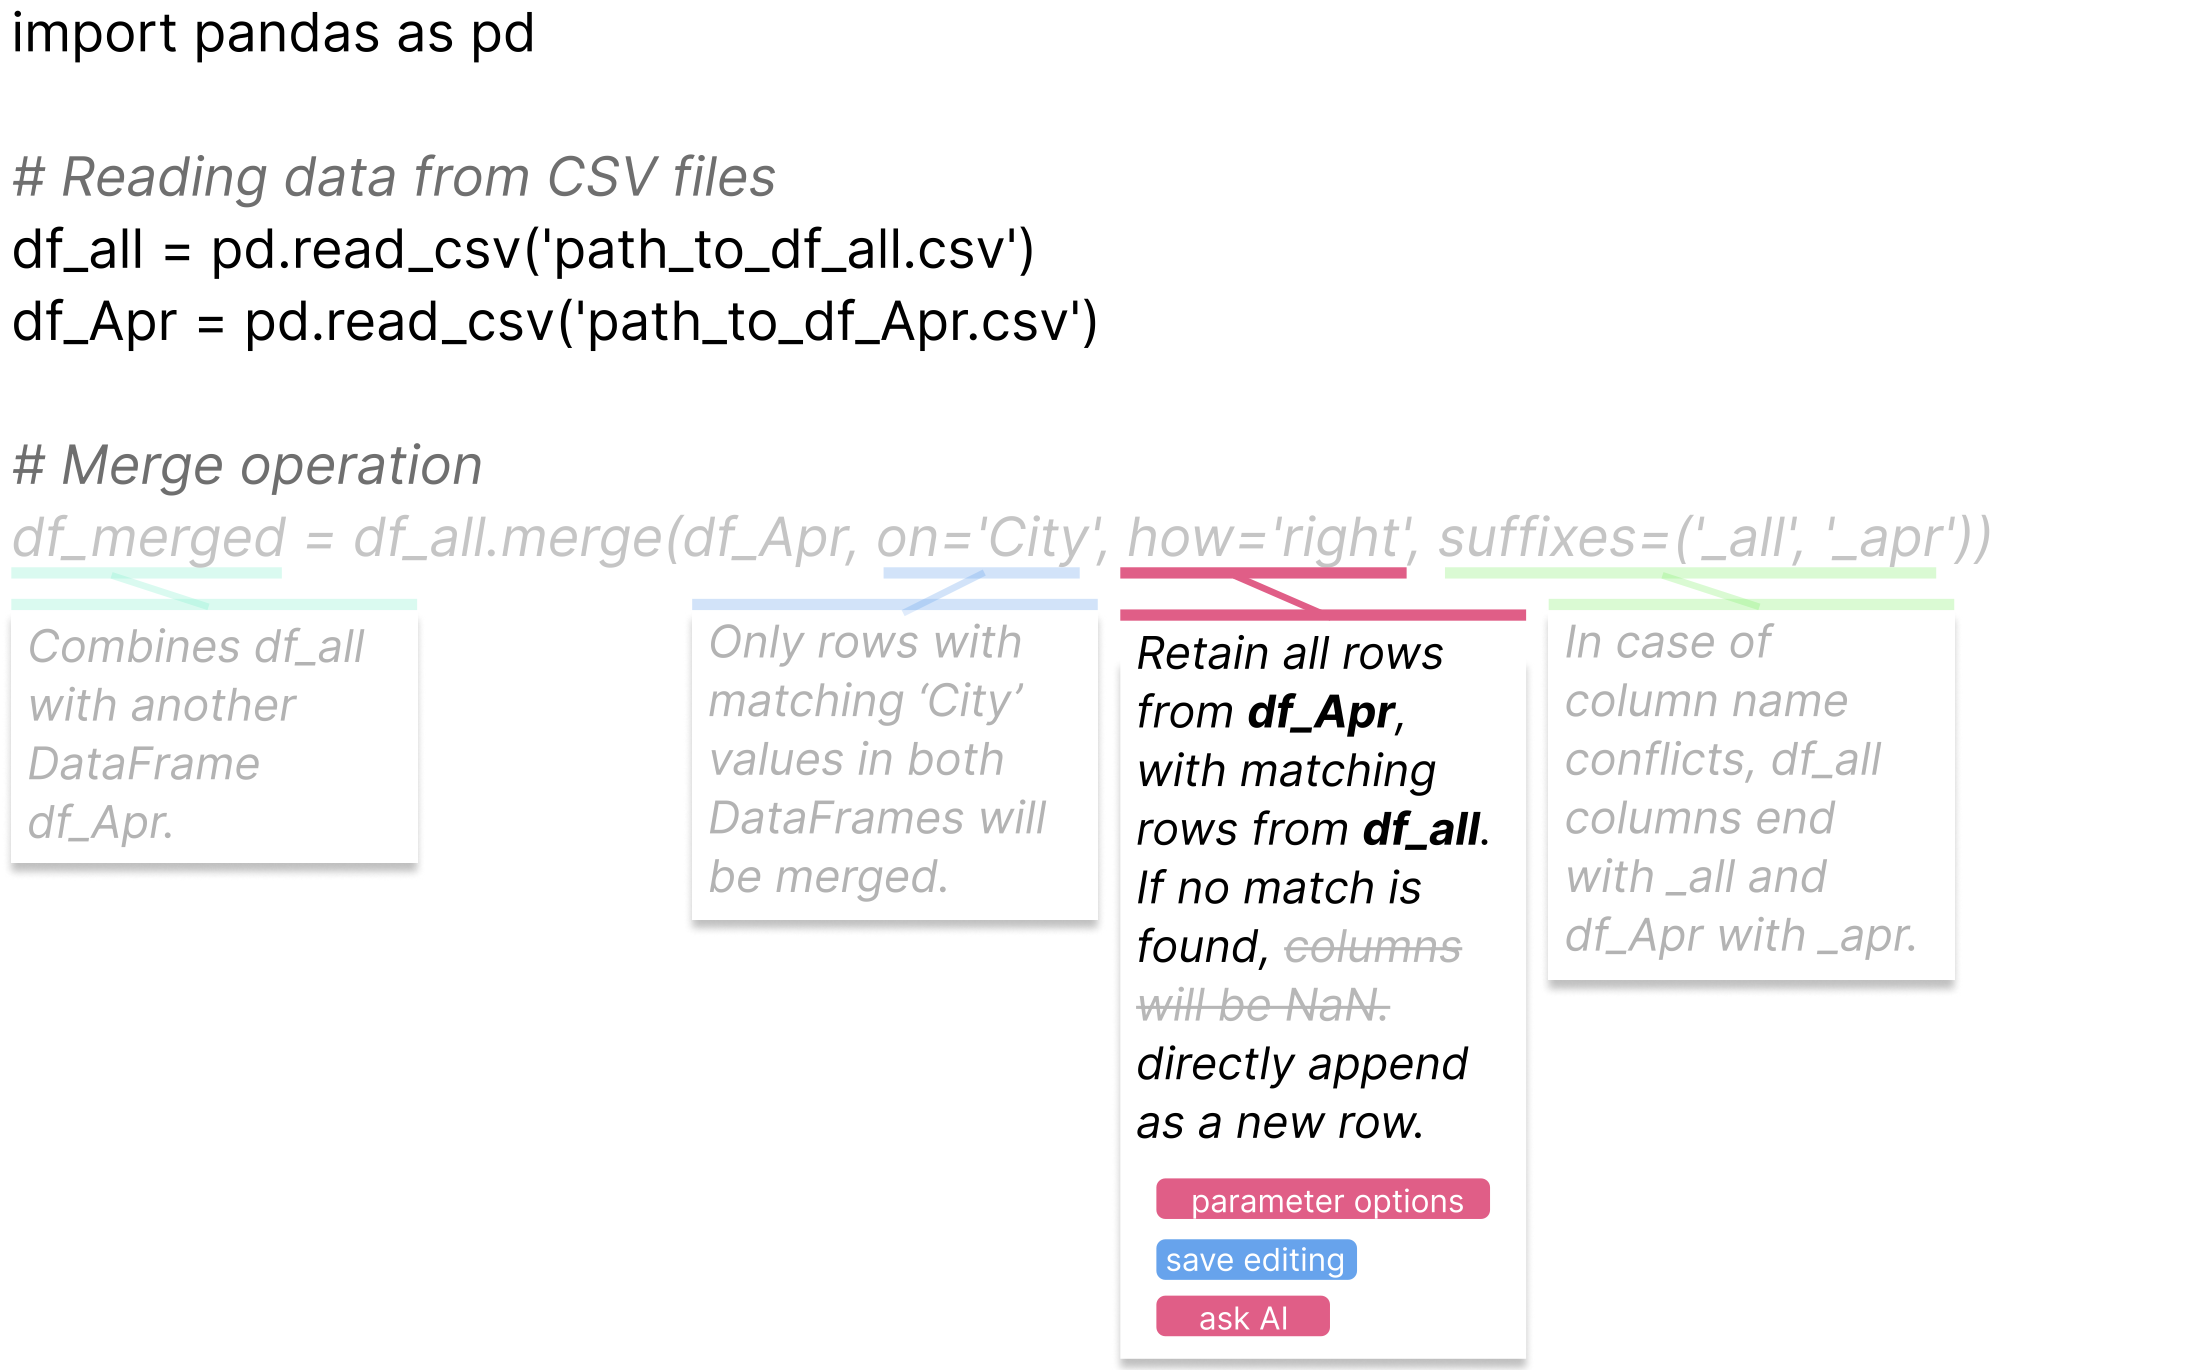 import pandas as pd
# Reading data from CSV files
df_all = pd.read_csv('path_to_df_all.csv')
df_Apr = pd.read_csv('path_to_df_Apr.csv')
# Merge operation
df_merged = df_all.merge(df_Apr, on='City', how='right', suffixes=('_all', '_apr'))
Combines df_all
with another
DataFrame
df_Apr.
Only rows with
matching ‘City’
values in both
DataFrames will
be merged.
Retain all rows
from df_Apr,
with matching
rows from df_all.
If no match is
found, columns
will be NaN.
directly append
as a new row.
parameter options
save editing
ask AI
In case of
column name
conflicts, df_all
columns end
with _all and
df_Apr with _apr.